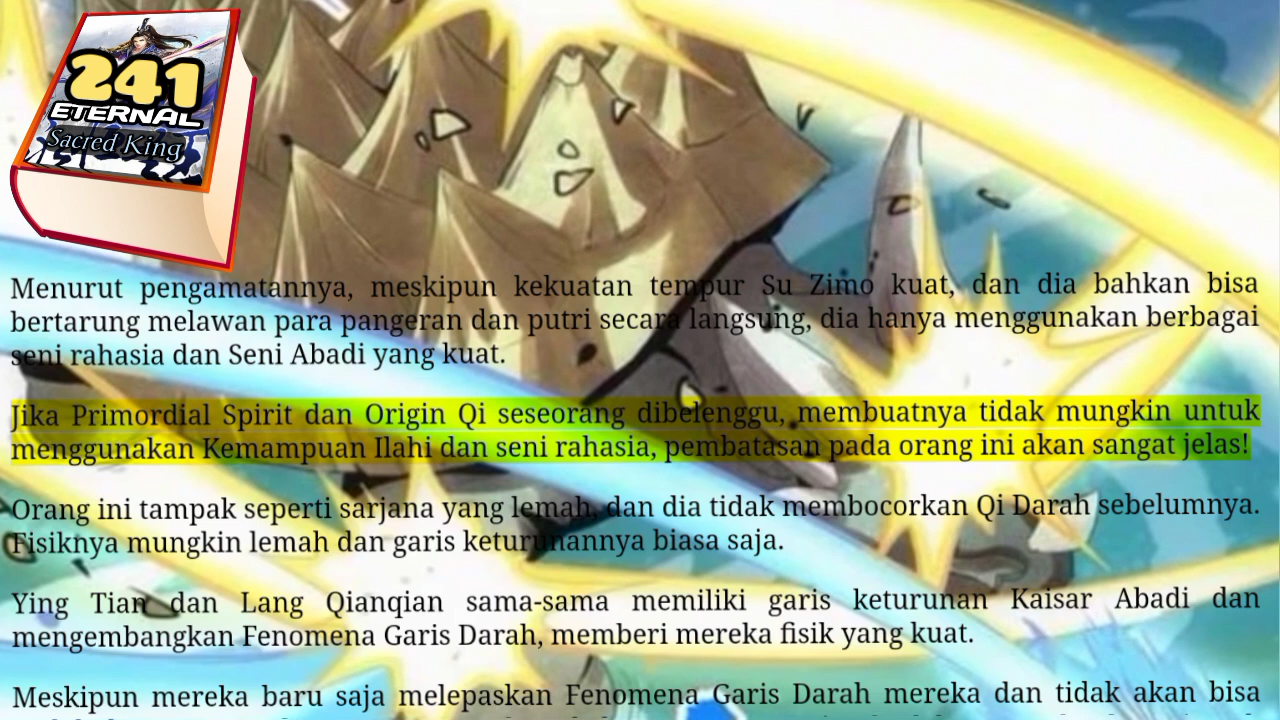 241
ETERNAL
Sacred King
Menurut pengamatannya, meskipun kekuatan tempur Su Zimo kuat, dan dia bahkan bisa
bertarung melawan para pangeran dan putri secara langsung, dia hanya menggunakan berbagai
seni rahasia dan Seni Abadi yang kuat.
Jika Primordial Spirit dan Origin Qi seseorang dibelenggu, membuatnya tidak mungkin untuk
menggunakan Kemampuan Ilahi dan seni rahasia, pembatasan pada orang ini akan sangat jelas!
Orang ini tampak seperti sarjana yang lemah, dan dia tidak membocorkan Qi Darah sebelumnya.
Fisiknya mungkin lemah dan garis keturunannya biasa saja.
Ying Tian dan Lang Qianqian sama-sama memiliki garis keturunan Kaisar Abadi dan
mengembangkan Fenomena Garis Darah, memberi mereka fisik yang kuat.
Meskipun mereka baru saja melepaskan Fenomena Garis Darah mereka dan tidak akan bisa